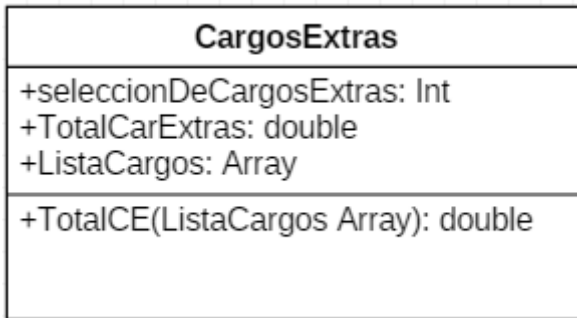 CargosExtras
+seleccionDeCargosExtras: Int
+TotalCarExtras: double
+ListaCargos: Array
+TotalCE(ListaCargos Array): double